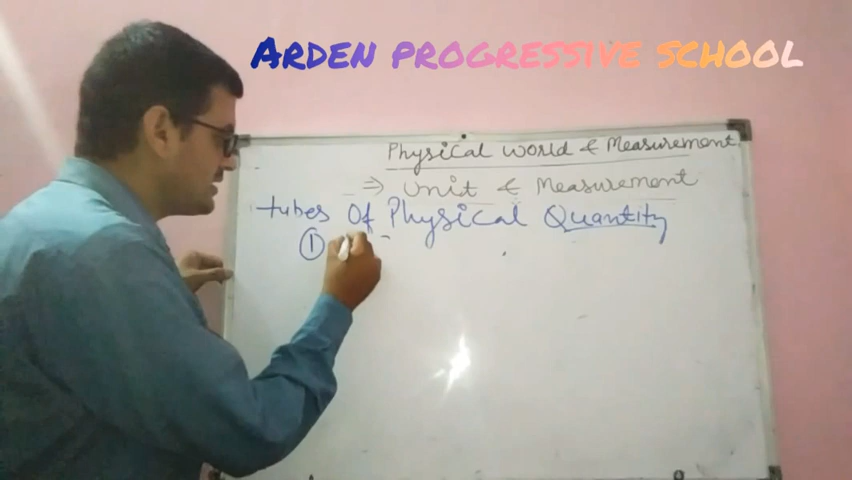 ARDEN PROGRESSIVE SCHOOL
Physical World & Measurement
⇒ Unit & Measurement
tubes Of Physical Quantity
①